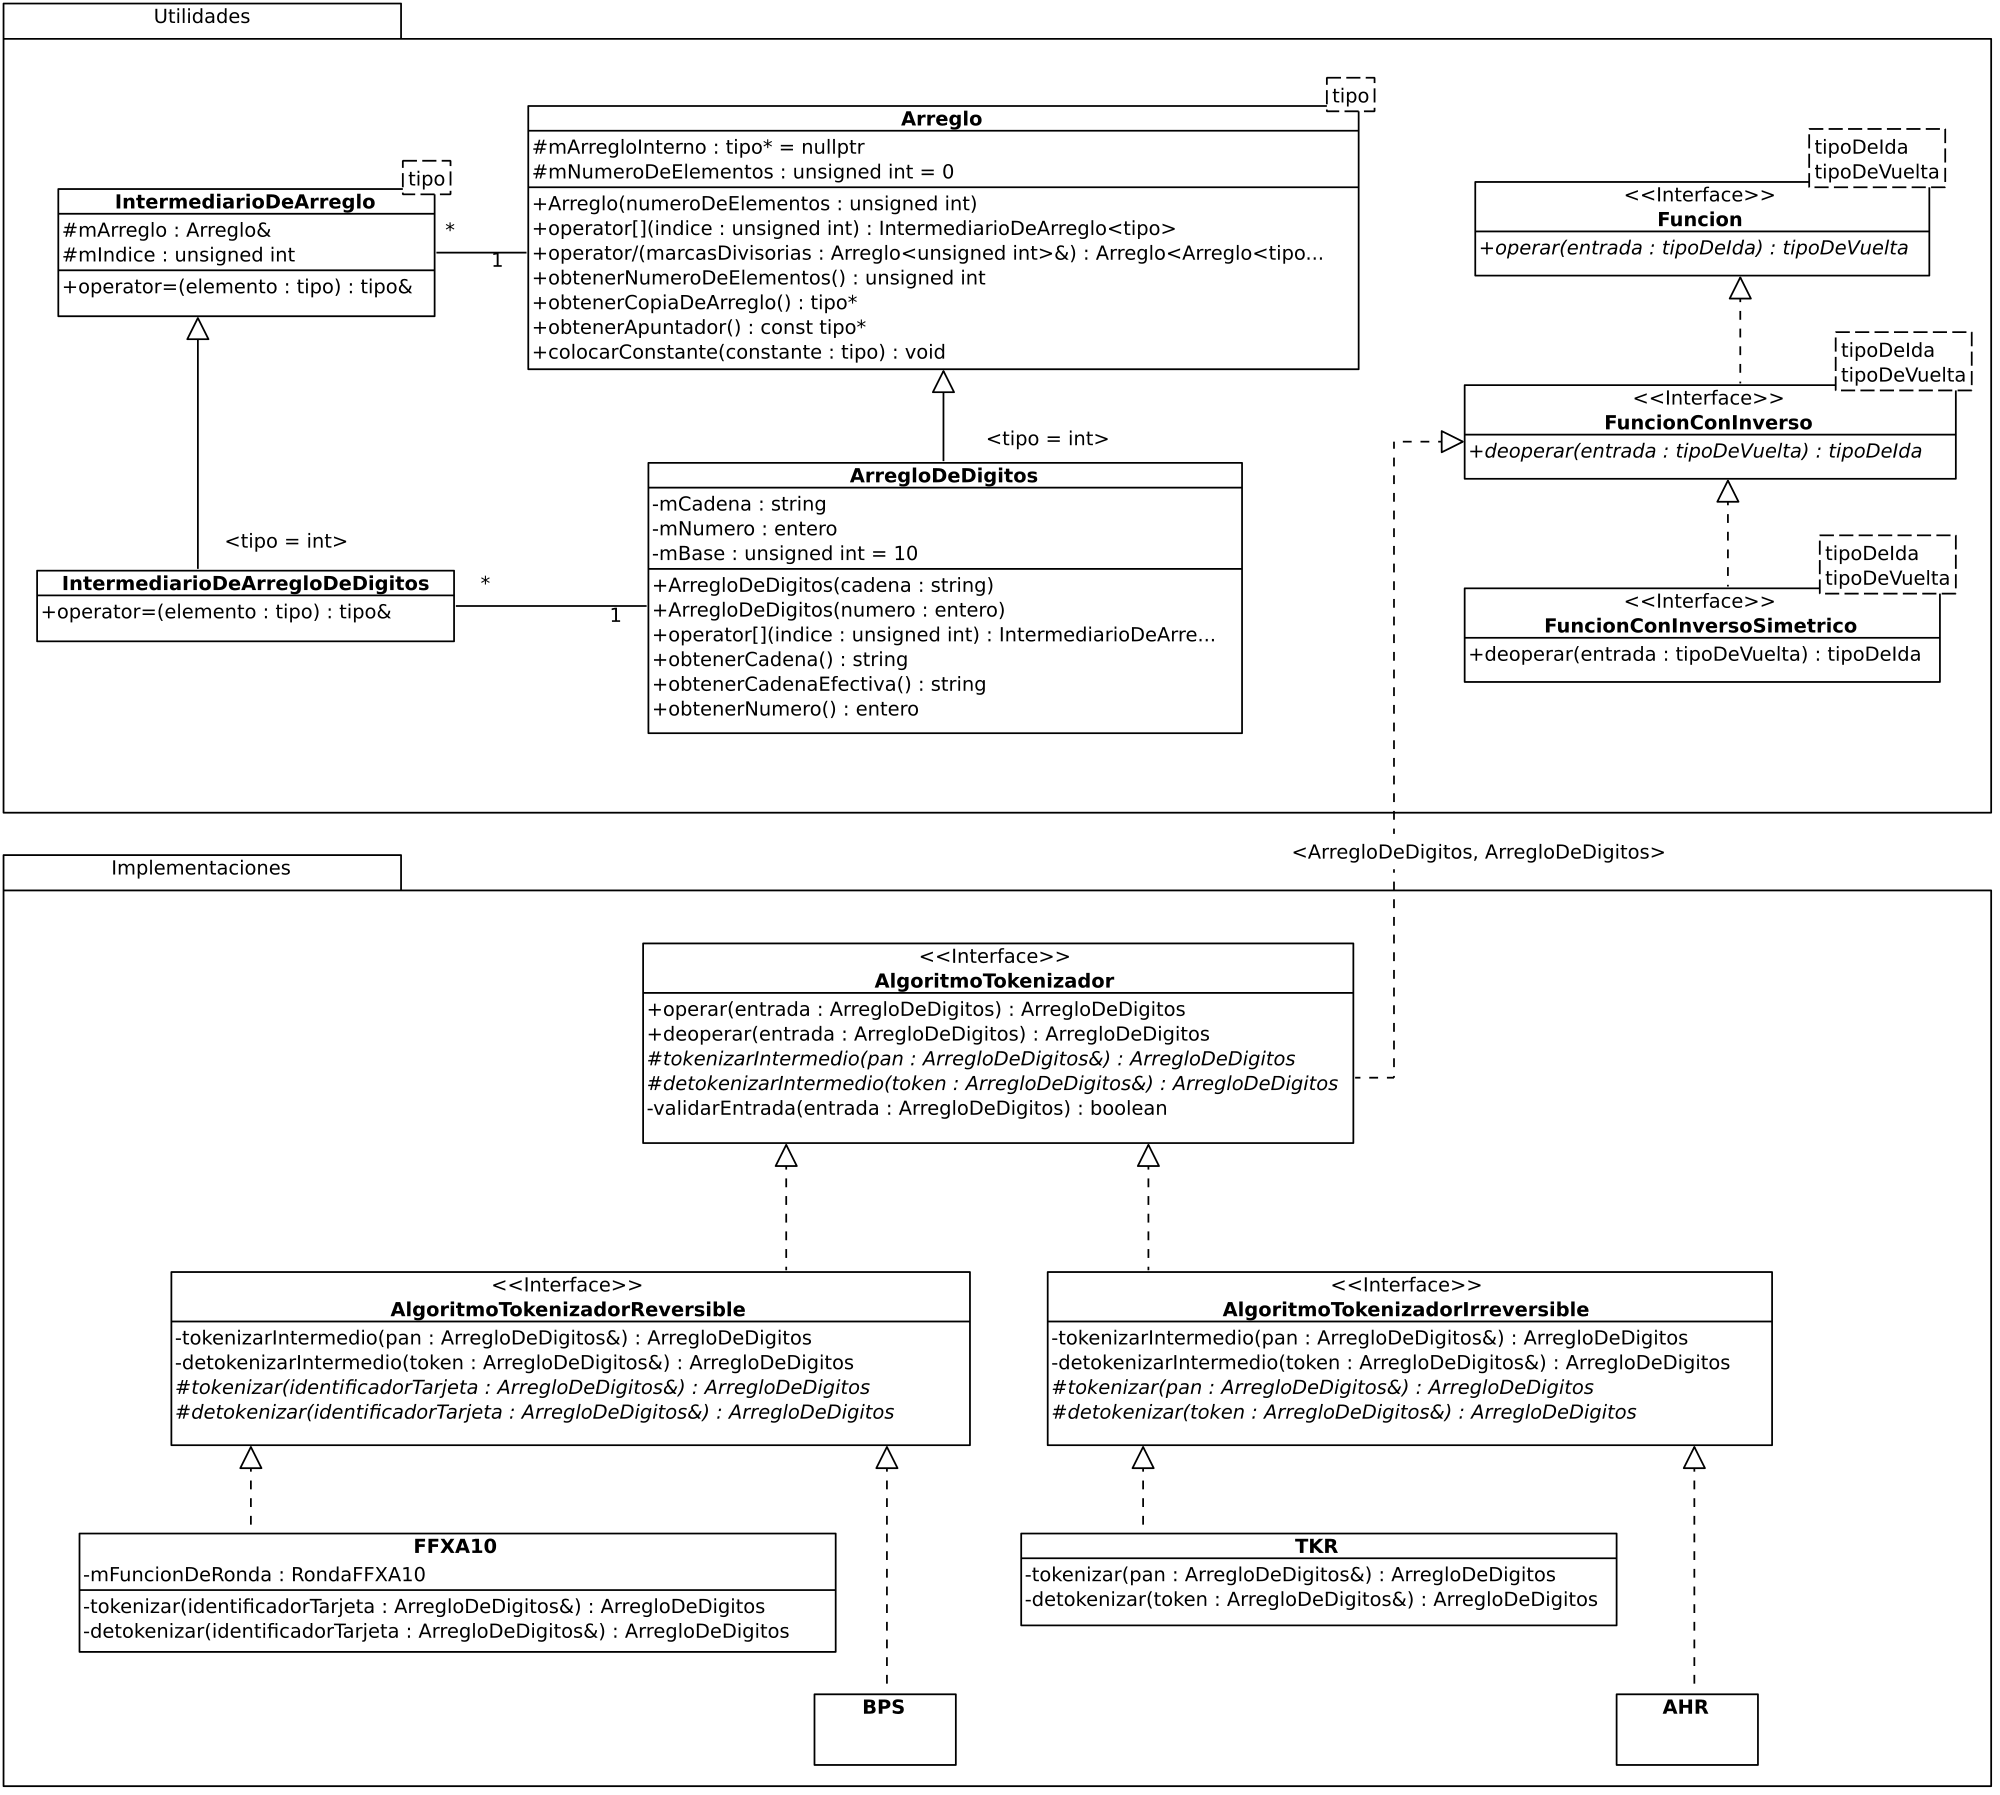 Utilidades
tipo
Arreglo
#mArregloInterno : tipo* = nullptr
#mNumeroDeElementos : unsigned int = 0
+Arreglo(numeroDeElementos : unsigned int)
+operator[](indice : unsigned int) : IntermediarioDeArreglo<tipo>
+operator/(marcasDivisorias : Arreglo<unsigned int>&) : Arreglo<Arreglo<tipo...
+obtenerNumeroDeElementos() : unsigned int
+obtenerCopiaDeArreglo() : tipo*
+obtenerApuntador() : const tipo*
+colocarConstante(constante : tipo) : void
tipo
IntermediarioDeArreglo
#mArreglo : Arreglo&
#mIndice : unsigned int
+operator=(elemento : tipo) : tipo&
*
1
tipoDeIda
tipoDeVuelta
<<Interface>>
Funcion
+operar(entrada : tipoDeIda) : tipoDeVuelta
tipoDeIda
tipoDeVuelta
<<Interface>>
FuncionConInverso
+deoperar(entrada : tipoDeVuelta) : tipoDeIda
<tipo = int>
ArregloDeDigitos
-mCadena : string
-mNumero : entero
-mBase : unsigned int = 10
+ArregloDeDigitos(cadena : string)
+ArregloDeDigitos(numero : entero)
+operator[](indice : unsigned int) : IntermediarioDeArre...
+obtenerCadena() : string
+obtenerCadenaEfectiva() : string
+obtenerNumero() : entero
<tipo = int>
IntermediarioDeArregloDeDigitos
+operator=(elemento : tipo) : tipo&
*
1
tipoDeIda
tipoDeVuelta
<<Interface>>
FuncionConInversoSimetrico
+deoperar(entrada : tipoDeVuelta) : tipoDeIda
<ArregloDeDigitos, ArregloDeDigitos>
Implementaciones
<<Interface>>
AlgoritmoTokenizador
+operar(entrada : ArregloDeDigitos) : ArregloDeDigitos
+deoperar(entrada : ArregloDeDigitos) : ArregloDeDigitos
#tokenizarIntermedio(pan : ArregloDeDigitos&) : ArregloDeDigitos
#detokenizarIntermedio(token : ArregloDeDigitos&) : ArregloDeDigitos
-validarEntrada(entrada : ArregloDeDigitos) : boolean
<<Interface>>
AlgoritmoTokenizadorReversible
-tokenizarIntermedio(pan : ArregloDeDigitos&) : ArregloDeDigitos
-detokenizarIntermedio(token : ArregloDeDigitos&) : ArregloDeDigitos
#tokenizar(identificadorTarjeta : ArregloDeDigitos&) : ArregloDeDigitos
#detokenizar(identificadorTarjeta : ArregloDeDigitos&) : ArregloDeDigitos
<<Interface>>
AlgoritmoTokenizadorIrreversible
-tokenizarIntermedio(pan : ArregloDeDigitos&) : ArregloDeDigitos
-detokenizarIntermedio(token : ArregloDeDigitos&) : ArregloDeDigitos
#tokenizar(pan : ArregloDeDigitos&) : ArregloDeDigitos
#detokenizar(token : ArregloDeDigitos&) : ArregloDeDigitos
FFXA10
-mFuncionDeRonda : RondaFFXA10
-tokenizar(identificadorTarjeta : ArregloDeDigitos&) : ArregloDeDigitos
-detokenizar(identificadorTarjeta : ArregloDeDigitos&) : ArregloDeDigitos
TKR
-tokenizar(pan : ArregloDeDigitos&) : ArregloDeDigitos
-detokenizar(token : ArregloDeDigitos&) : ArregloDeDigitos
BPS
AHR